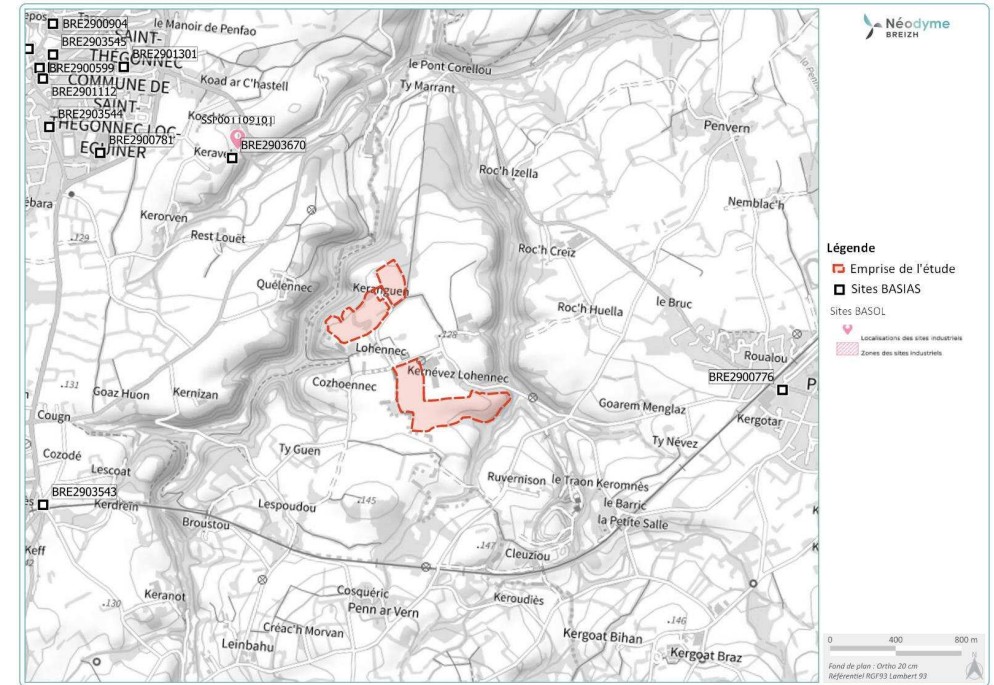 le Manoir de Penfao
BRE2900904
SAINT-
BRE2903545
THÉGONNEC
BRE2901301
BRE2900599
COMMUNE DE
BRE2901112
SAINT-
BRE2903544
THEGONNEC LOC-
BRE2900781
EGUINER
Koad ar C'hastell
le Pont Corellou
Ty Marrant
BRE2903670
Kerorven
.129
Rest Louët
Roc'h Izella
Penvern
Nemblac'h
Roc'h Creiz
Quélennec
Keranguen
Roc'h Huella
le Bruc
.128
Lohennec
Roualou
Kernévez Lohennec
BRE2900776
Cozhoennec
.131
Goaz Huon
Kernizan
Goarem Menglaz
Kergotar
Cougn
Ty Névez
Cozodé
Ty Guen
Lescoat
Ruvernison
le Traon Keromnès
BRE2903543
Kerdrein
Lespoudou
.145
le Barric
Broustou
la Petite Salle
.147
Cleuziou
Keff
Keranot
.130
Cosquéric
Keroudiès
Penn ar Vern
.146
Créac'h Morvan
Kergoat Bihan
Leinbahu
Kergoat Braz
Néodyme
BREIZH
Légende
Emprise de l'étude
Sites BASIAS
Sites BASOL
Localisations des sites industriels
Zones des sites industriels
0 400 800 m
N
Fond de plan : Ortho 20 cm
Référentiel RGF93 Lambert 93